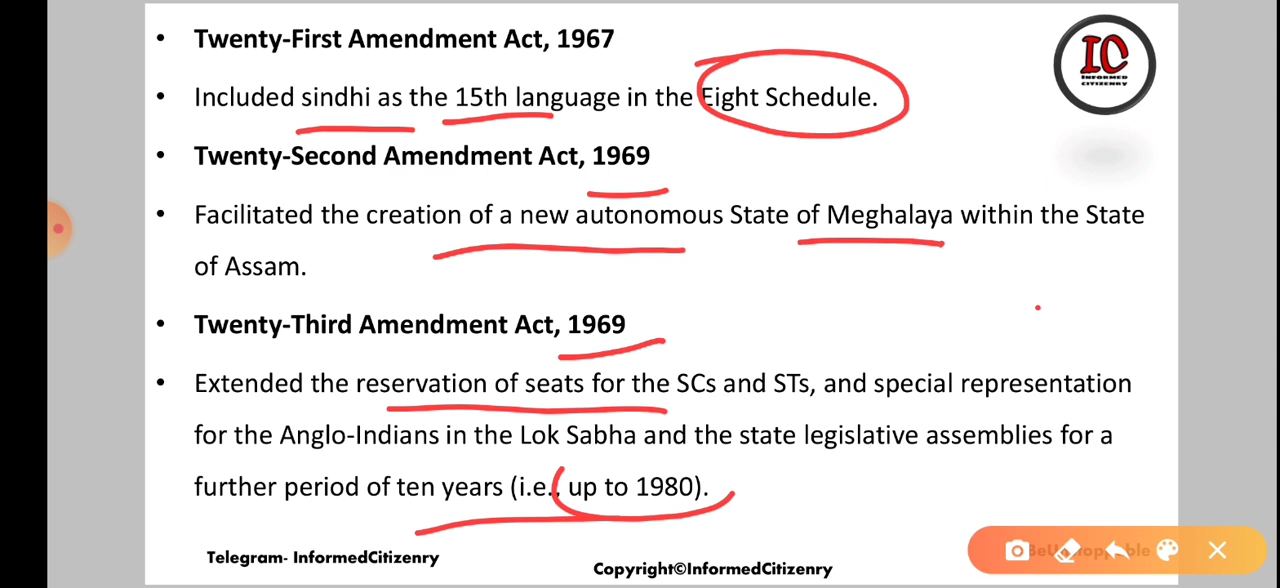 • Twenty-First Amendment Act, 1967
IC
INFORMED
CITIZENRY
• Included sindhi as the 15th language in the Eight Schedule.
• Twenty-Second Amendment Act, 1969
• Facilitated the creation of a new autonomous State of Meghalaya within the State
of Assam.
• Twenty-Third Amendment Act, 1969
• Extended the reservation of seats for the SCs and STs, and special representation
for the Anglo-Indians in the Lok Sabha and the state legislative assemblies for a
further period of ten years (i.e., up to 1980).
Telegram- InformedCitizenry
Copyright©InformedCitizenry